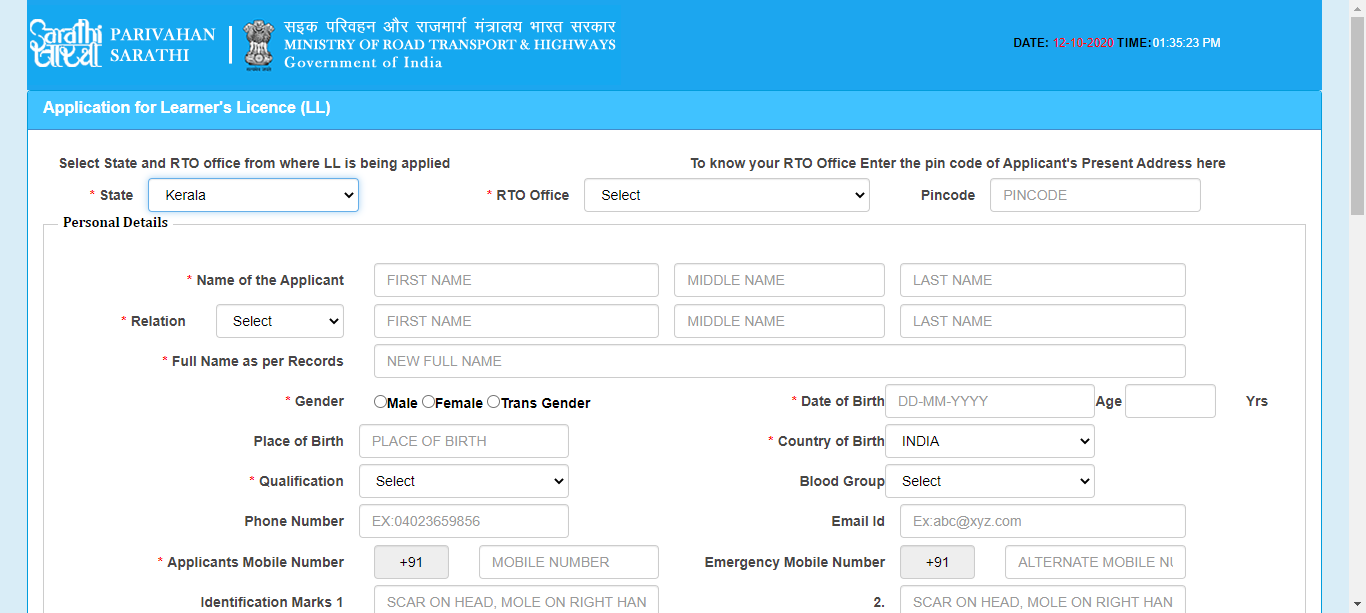 Sarathi
सारथी
PARIVAHAN
SARATHI
सड़क परिवहन और राजमार्ग मंत्रालय भारत सरकार
MINISTRY OF ROAD TRANSPORT & HIGHWAYS
Government of India
DATE: 12-10-2020 TIME:01:35:23 PM
Application for Learner's Licence (LL)
Select State and RTO office from where LL is being applied
To know your RTO Office Enter the pin code of Applicant's Present Address here
* State Kerala * RTO Office Select Pincode PINCODE
Personal Details
* Name of the Applicant FIRST NAME MIDDLE NAME LAST NAME
* Relation Select FIRST NAME MIDDLE NAME LAST NAME
* Full Name as per Records NEW FULL NAME
* Gender Male Female Trans Gender * Date of Birth DD-MM-YYYY Age Yrs
Place of Birth PLACE OF BIRTH * Country of Birth INDIA
* Qualification Select Blood Group Select
Phone Number EX:04023659856 Email Id Ex:abc@xyz.com
* Applicants Mobile Number +91 MOBILE NUMBER Emergency Mobile Number +91 ALTERNATE MOBILE NU
Identification Marks 1 SCAR ON HEAD, MOLE ON RIGHT HAN 2. SCAR ON HEAD, MOLE ON RIGHT HAN